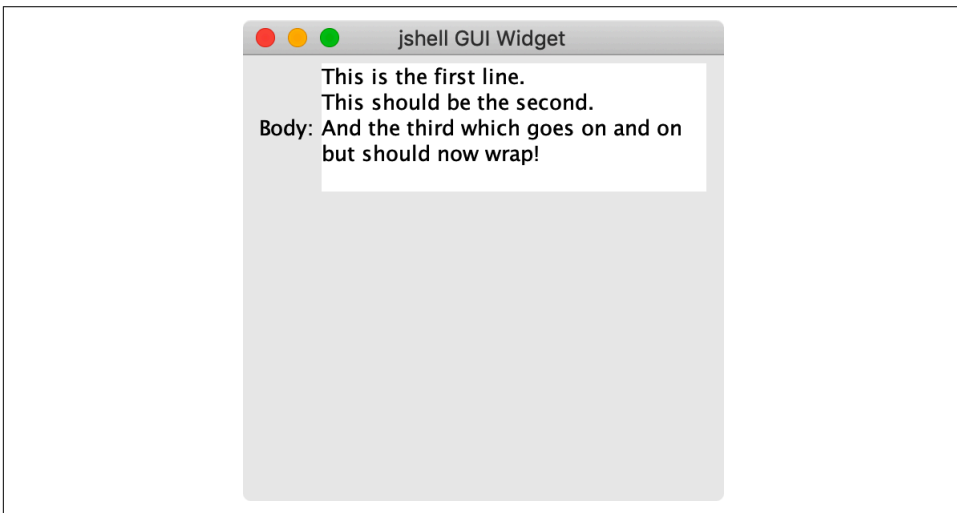 jshell GUI Widget
This is the first line.
This should be the second.
Body: And the third which goes on and on
but should now wrap!